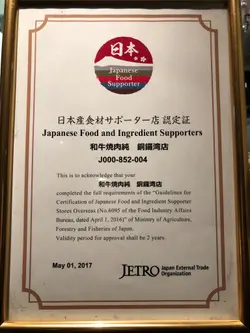 日本
Japanese
Food
Supporter
日本産食材サポーター店 認定証
Japanese Food and Ingredient Supporters
和牛焼肉純 銅鑼湾店
J000-852-004
This is to acknowledge that your
和牛焼肉純 銅鑼湾店
completed the full requirements of the "Guidelines for
Certification of Japanese Food and Ingredient Supporter
Stores Overseas (No.4695 of the Food Industry Affairs
Bureau, dated April 1, 2016)" of Ministry of Agriculture,
Forestry and Fisheries of Japan.
Validity period for approval shall be 2 years.
May 01, 2017
JETRO Japan External Trade
Organization